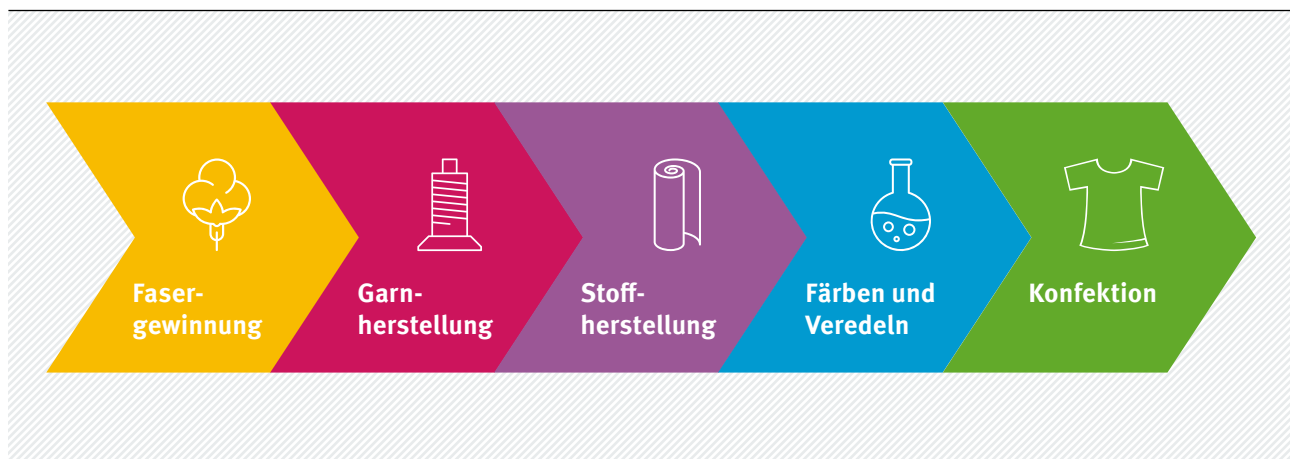 Faser-
gewinnung
Garn-
herstellung
Stoff-
herstellung
Färben und
Veredeln
Konfektion